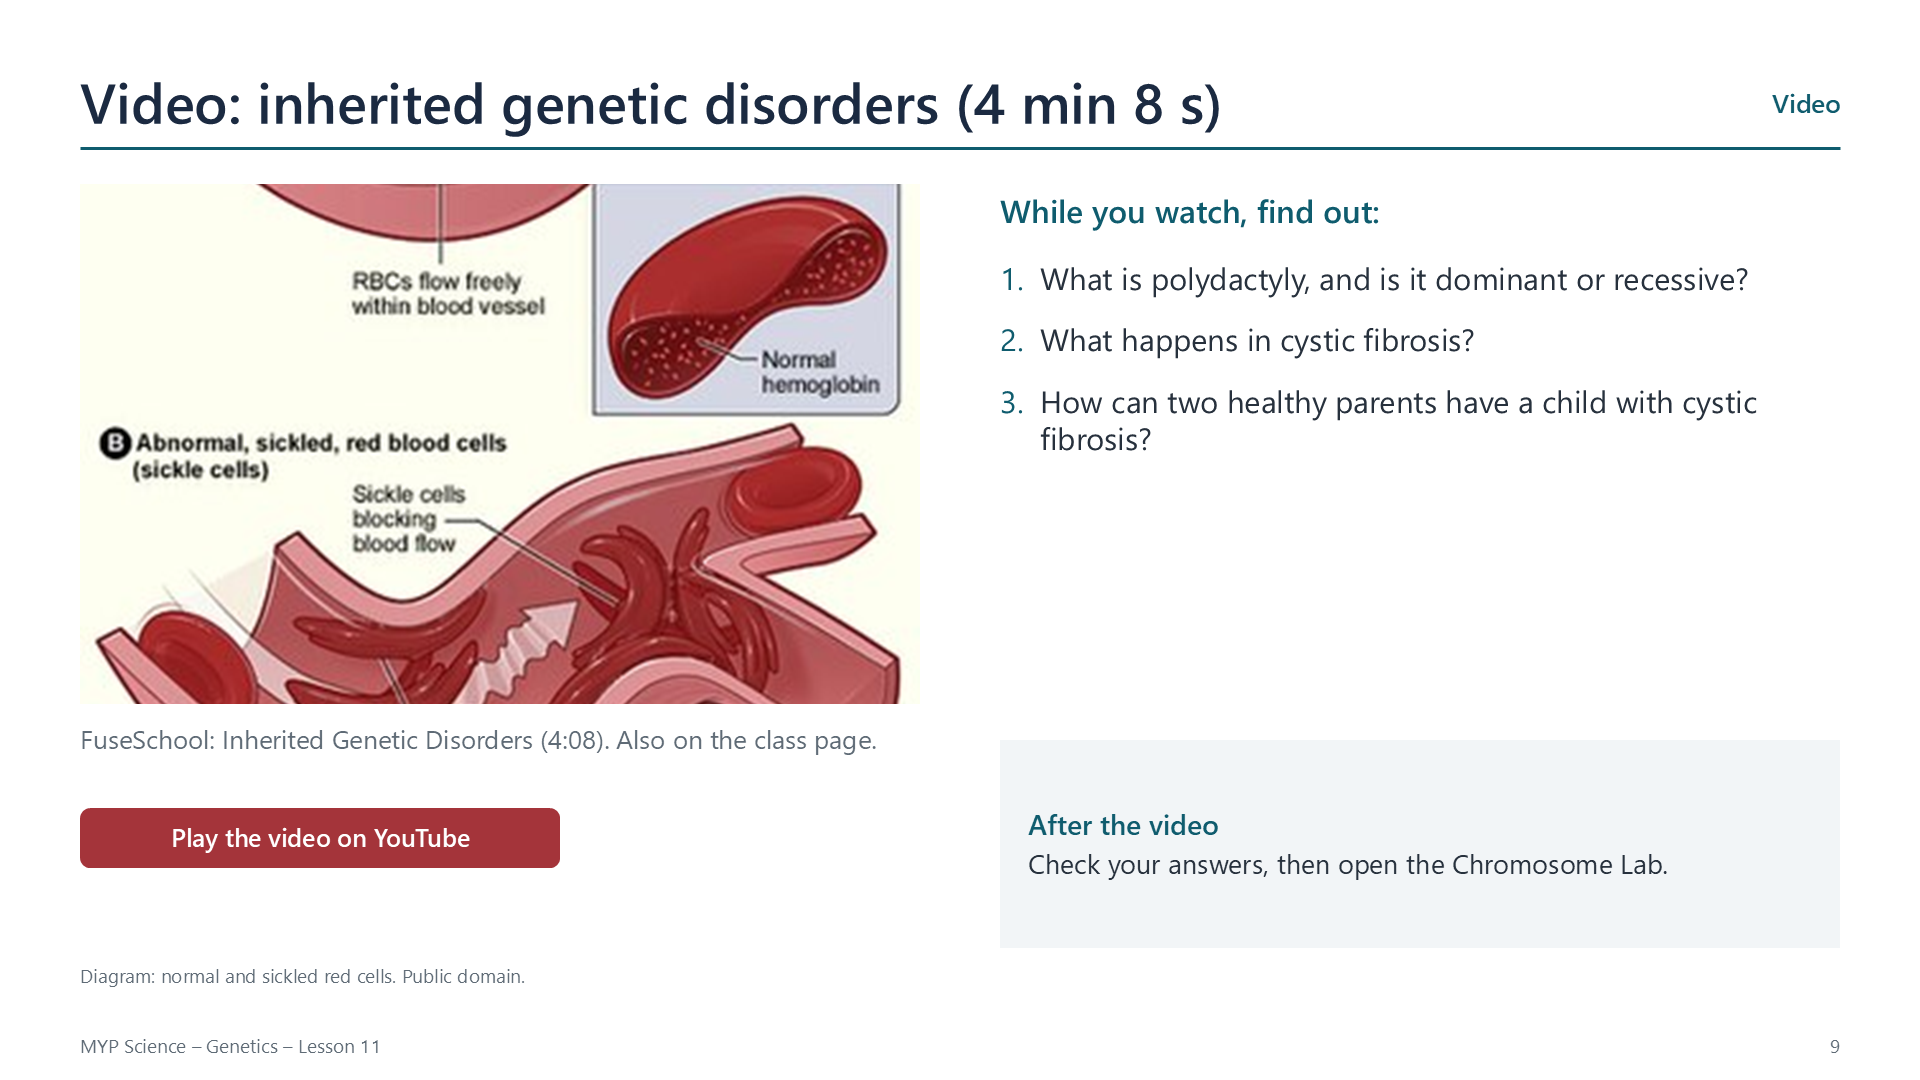 Video: inherited genetic disorders (4 min 8 s)
Video
RBCs flow freely
within blood vessel
Normal
hemoglobin
B Abnormal, sickled, red blood cells
(sickle cells)
Sickle cells
blocking
blood flow
FuseSchool: Inherited Genetic Disorders (4:08). Also on the class page.
Play the video on YouTube
Diagram: normal and sickled red cells. Public domain.
While you watch, find out:
1. What is polydactyly, and is it dominant or recessive?
2. What happens in cystic fibrosis?
3. How can two healthy parents have a child with cystic
fibrosis?
After the video
Check your answers, then open the Chromosome Lab.
MYP Science – Genetics – Lesson 11
9